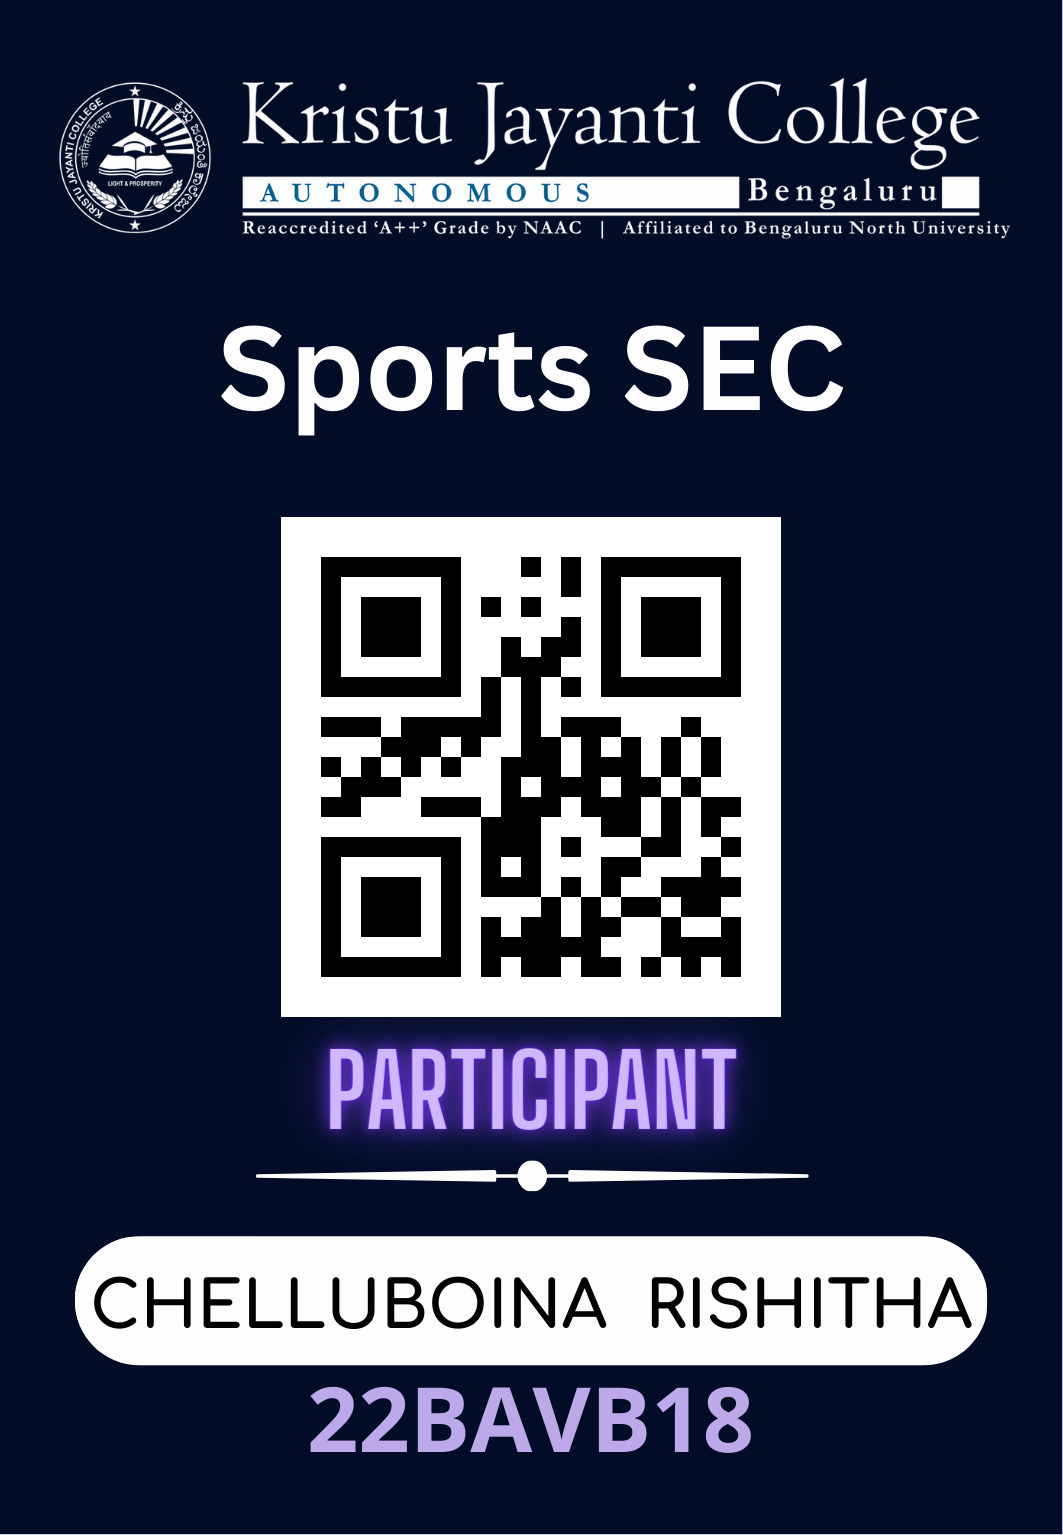 KRISTU JAYANTI COLLEGE
ಕ್ರಿಸ್ತು ಜಯಂತಿ ಕಾಲೇಜು
LIGHT & PROSPERITY
Kristu Jayanti College
AUTONOMOUS Bengaluru
Reaccredited ‘A++’ Grade by NAAC | Affiliated to Bengaluru North University
Sports SEC
PARTICIPANT
CHELLUBOINA RISHITHA
22BAVB18